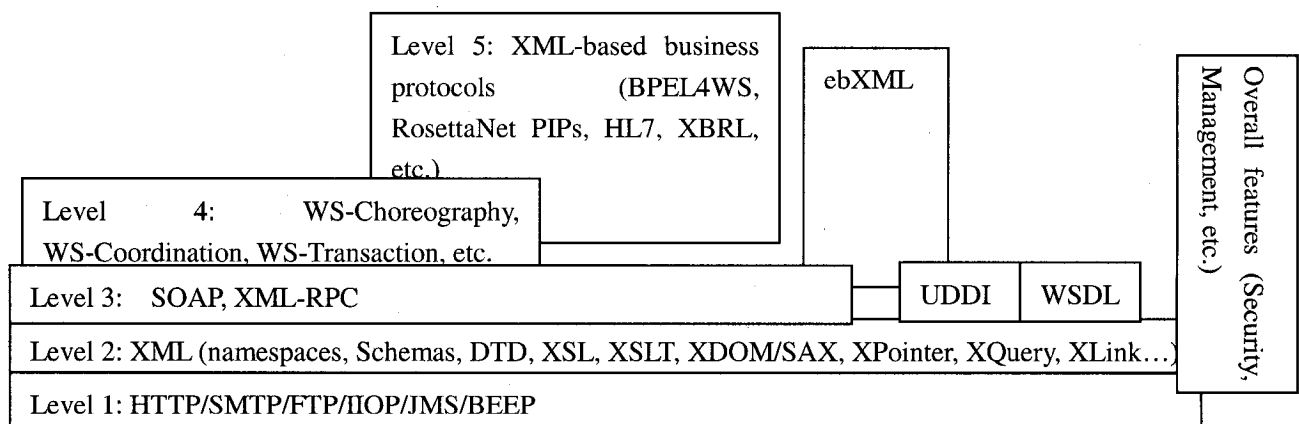 Level 5: XML-based business
protocols (BPEL4WS,
RosettaNet PIPs, HL7, XBRL,
etc.)
ebXML
Overall features (Security,
Management, etc.)
Level 4: WS-Choreography,
WS-Coordination, WS-Transaction, etc.
Level 3: SOAP, XML-RPC
UDDI
WSDL
Level 2: XML (namespaces, Schemas, DTD, XSL, XSLT, XDOM/SAX, XPointer, XQuery, XLink…)
Level 1: HTTP/SMTP/FTP/IIOP/JMS/BEEP